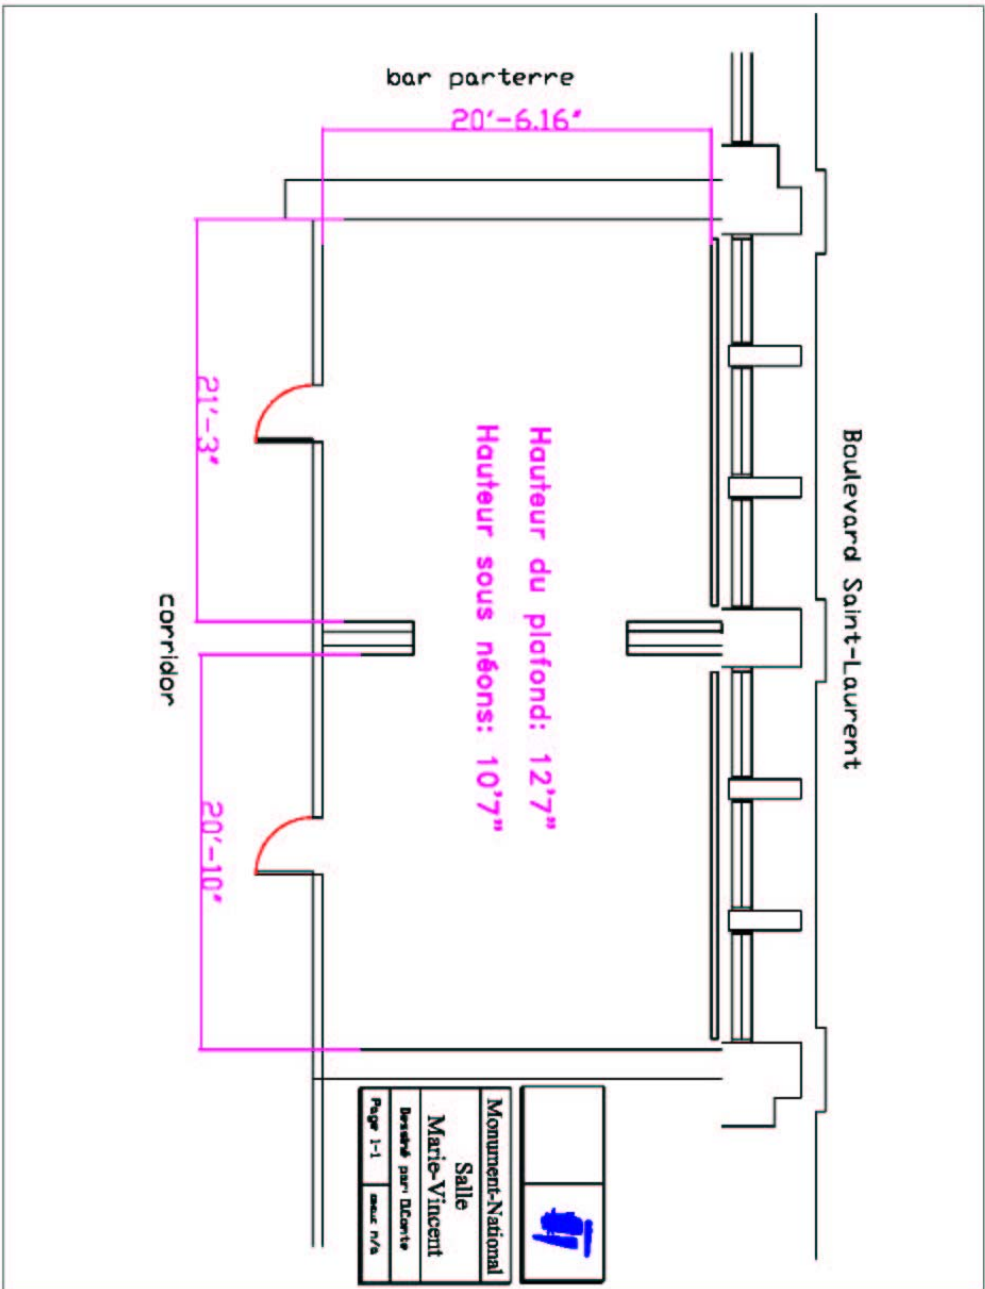 bar parterre
20'-6.16"
Boulevard Saint-Laurent
Hauteur du plafond: 12'7"
Hauteur sous néons: 10'7"
21'-3"
20'-10"
corridor
Monument-National
Salle
Marie-Vincent
Dessiné par: D.Conte
Page 1-1
n/a